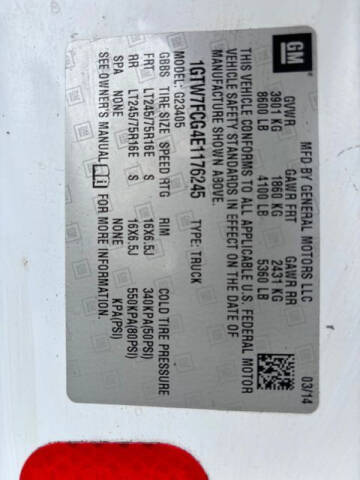 GM
MFD BY GENERAL MOTORS LLC
03/14
GVWR GAWR FRT GAWR RR
3901 KG 1860 KG 2431 KG
8600 LB 4100 LB 5360 LB
THIS VEHICLE CONFORMS TO ALL APPLICABLE U.S. FEDERAL MOTOR
VEHICLE SAFETY STANDARDS IN EFFECT ON THE DATE OF
MANUFACTURE SHOWN ABOVE.
1GTW7FCG4E1176245 TYPE: TRUCK
MODEL: G23405
GBBS TIRE SIZE SPEED RTG RIM COLD TIRE PRESSURE
FRT LT245/75R16E S 16X6.5J 340KPA(50PSI)
RR LT245/75R16E S 16X6.5J 550KPA(80PSI)
SPA NONE NONE KPA(PSI)
SEE OWNER'S MANUAL FOR MORE INFORMATION.